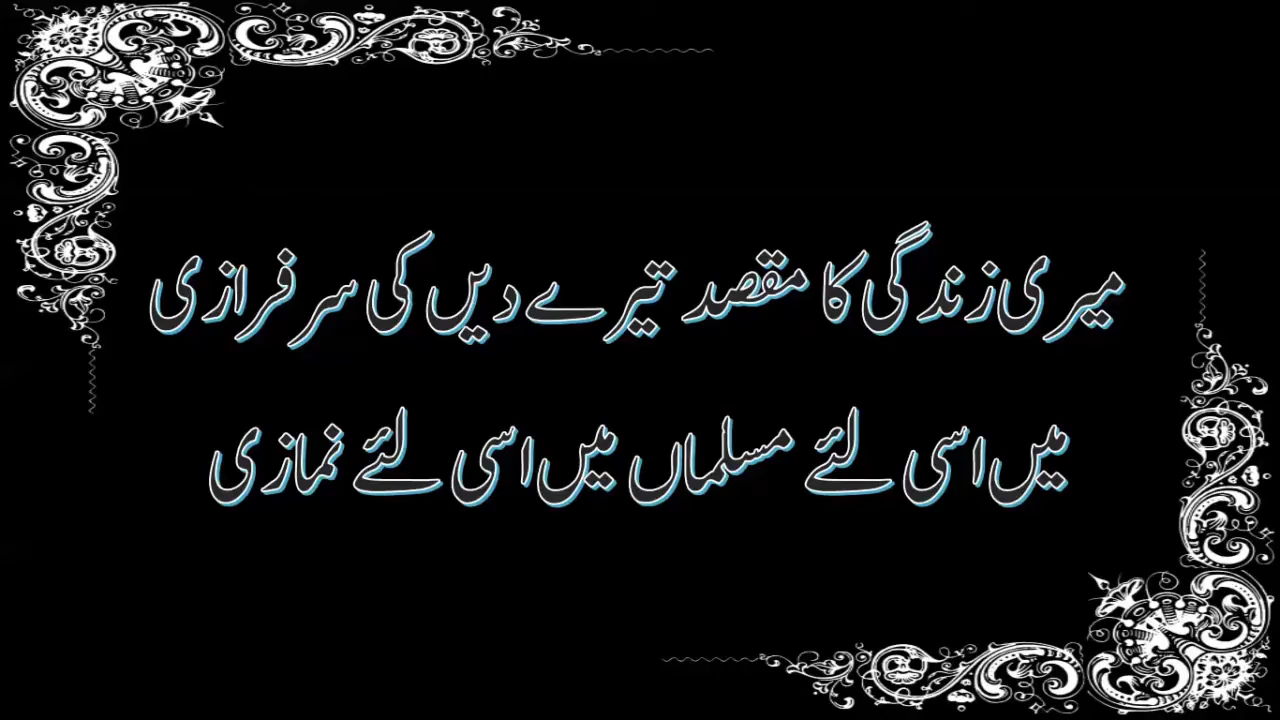 میری زندگی کا مقصد تیرے دیں کی سرفرازی
میں اسی لئے مسلماں میں اسی لئے نمازی